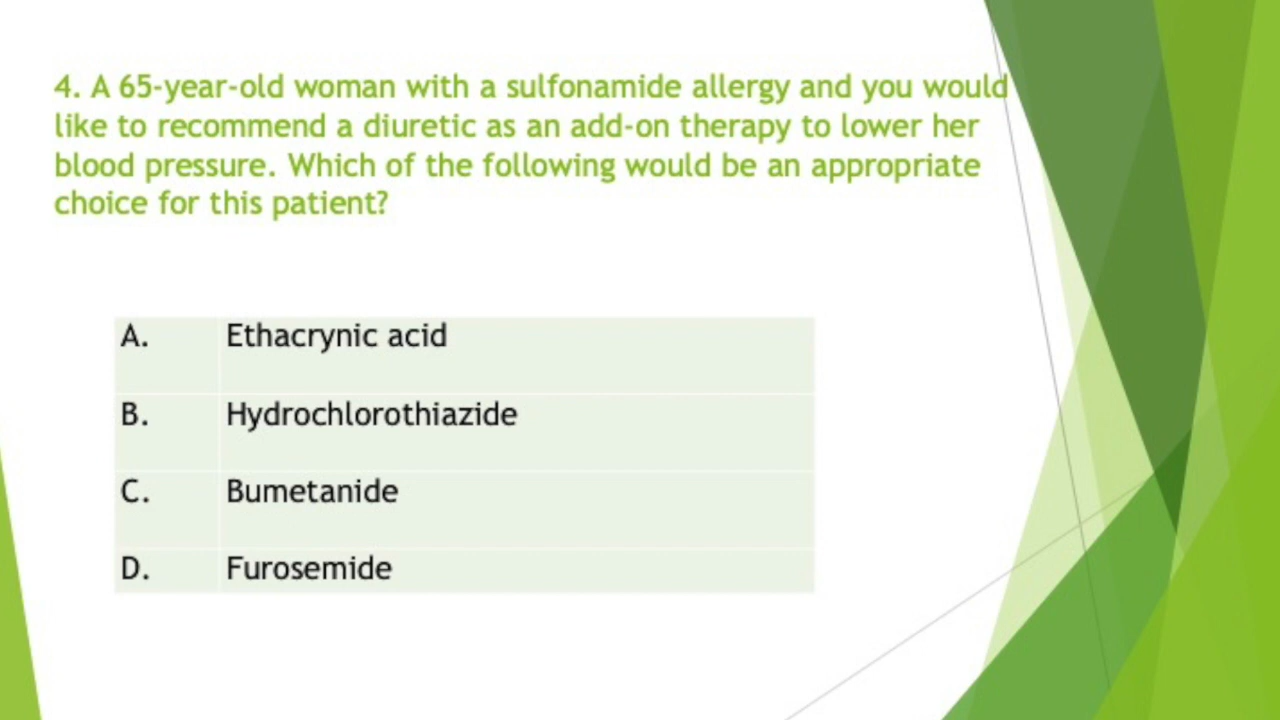 4. A 65-year-old woman with a sulfonamide allergy and you would
like to recommend a diuretic as an add-on therapy to lower her
blood pressure. Which of the following would be an appropriate
choice for this patient?
A. Ethacrynic acid
B. Hydrochlorothiazide
C. Bumetanide
D. Furosemide